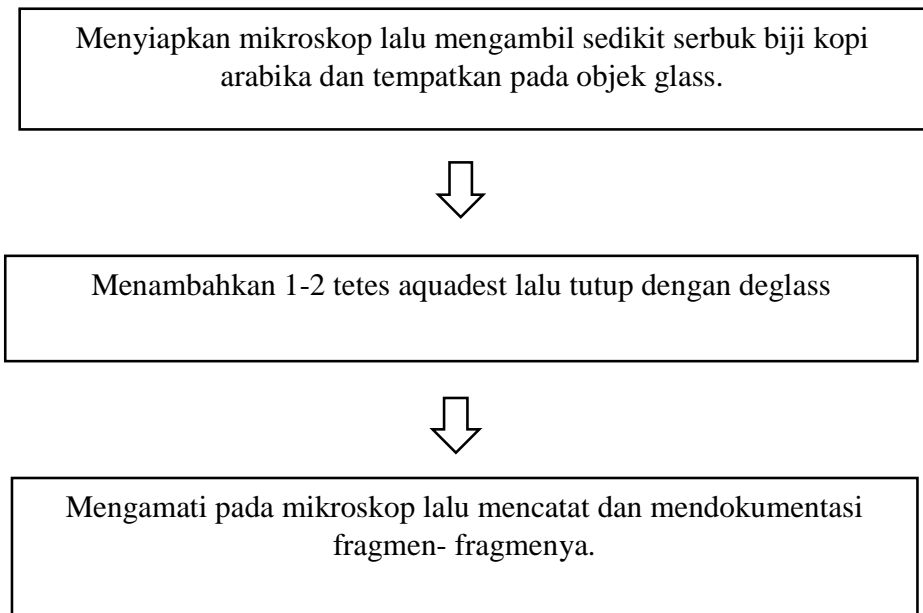 Menyiapkan mikroskop lalu mengambil sedikit serbuk biji kopi
arabika dan tempatkan pada objek glass.
Menambahkan 1-2 tetes aquadest lalu tutup dengan deglass
Mengamati pada mikroskop lalu mencatat dan mendokumentasi
fragmen- fragmenya.